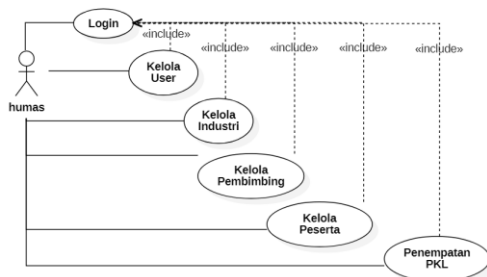 Login
«include»
«include»
«include»
«include»
«include»
Kelola
User
humas
Kelola
Industri
Kelola
Pembimbing
Kelola
Peserta
Penempatan
PKL